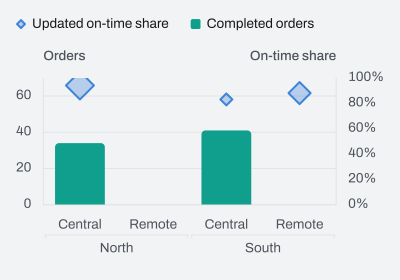 Updated on-time share Completed orders
Orders On-time share
100%
60 80%
40 60%
40%
20 20%
0 0%
Central Remote Central Remote
North South